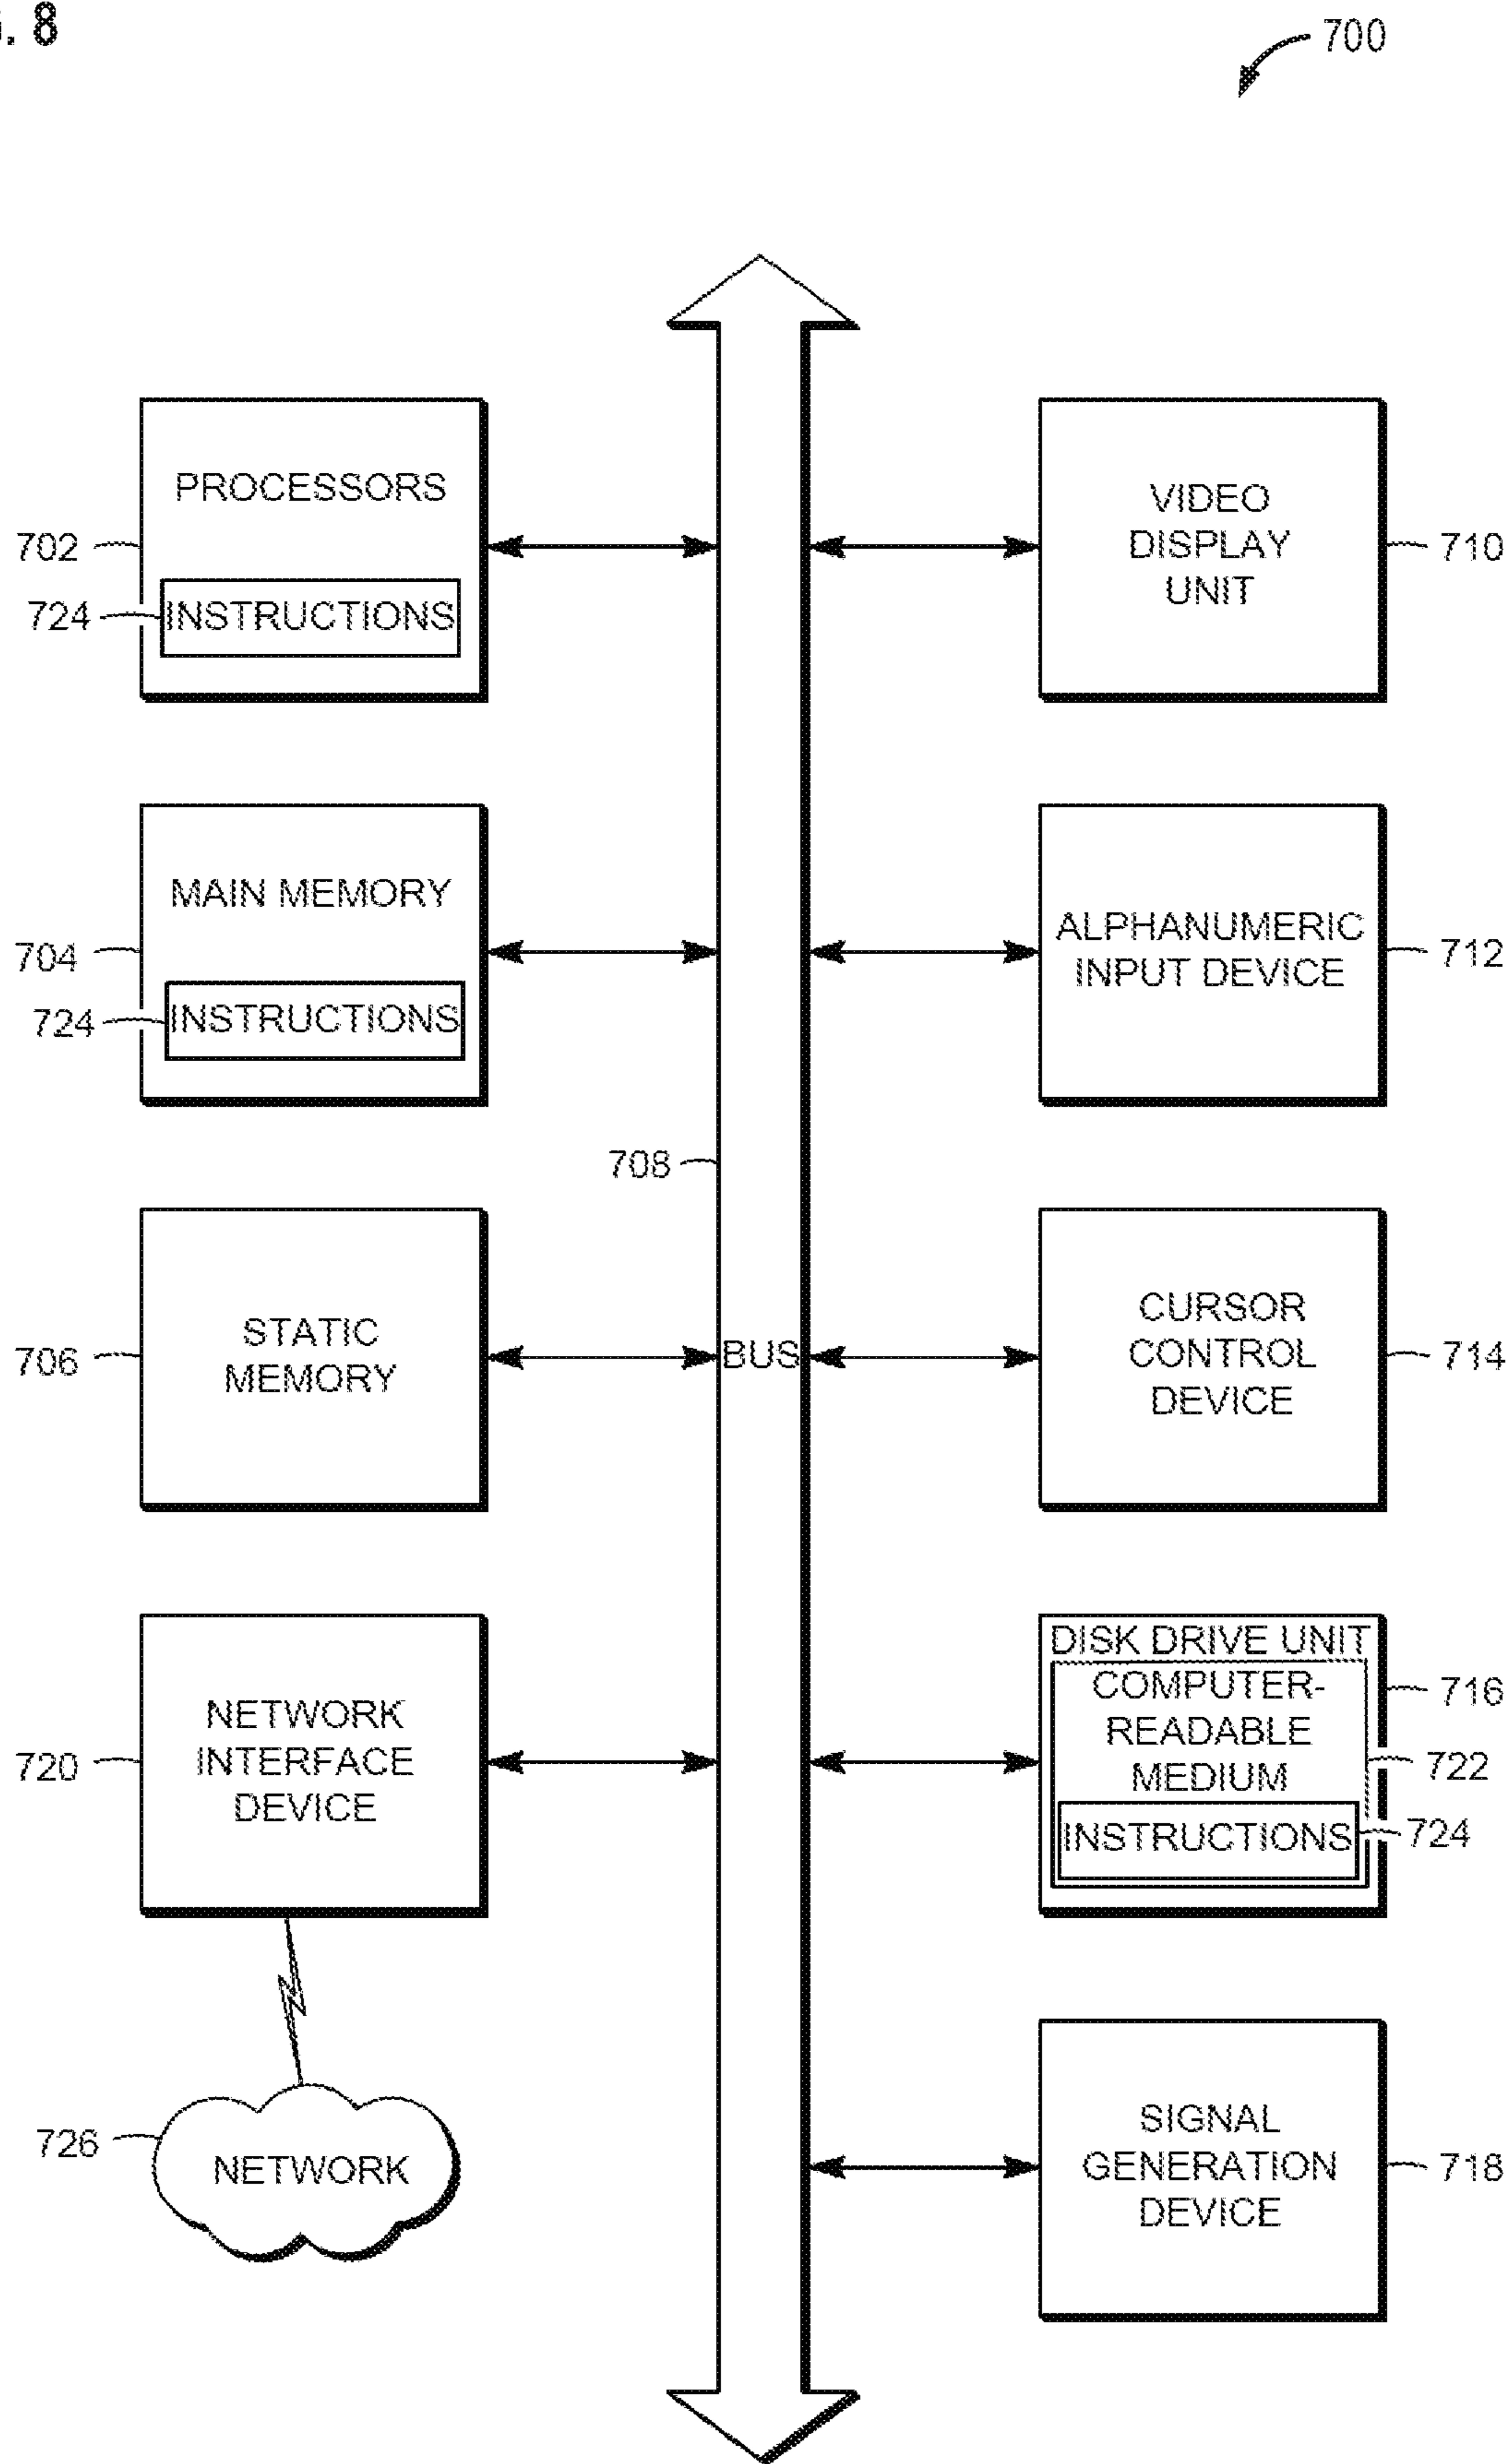 . 8
700
PROCESSORS
702
724
INSTRUCTIONS
VIDEO
DISPLAY
UNIT
710
MAIN MEMORY
704
724
INSTRUCTIONS
ALPHANUMERIC
INPUT DEVICE
712
708
STATIC
MEMORY
706
BUS
CURSOR
CONTROL
DEVICE
714
NETWORK
INTERFACE
DEVICE
720
DISK DRIVE UNIT
COMPUTER-
READABLE
MEDIUM
716
722
INSTRUCTIONS
724
726
NETWORK
SIGNAL
GENERATION
DEVICE
718